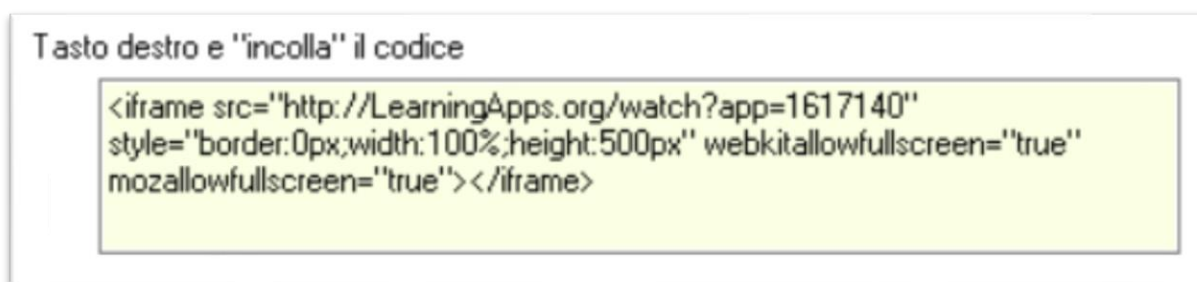 Tasto destro e "incolla" il codice
<iframe src="http://LearningApps.org/watch?app=1617140"
style="border:0px;width:100%;height:500px" webkitallowfullscreen="true"
mozallowfullscreen="true"></iframe>